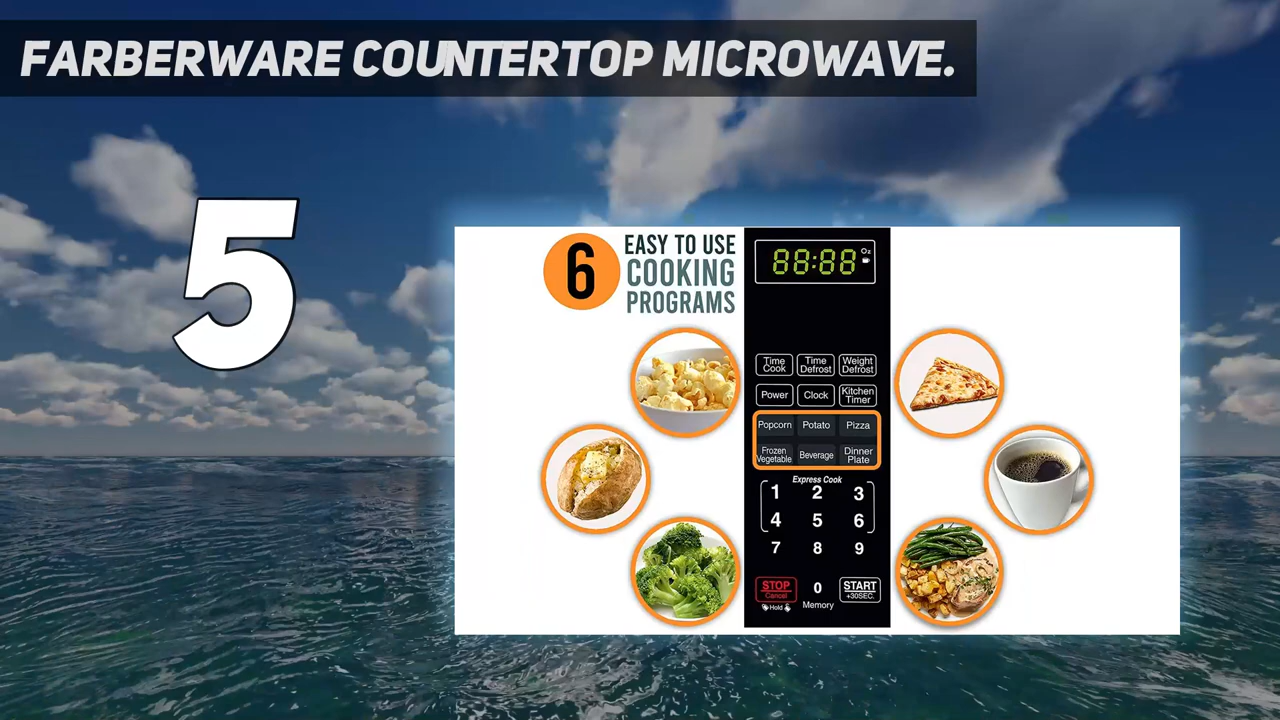 FARBERWARE COUNTERTOP MICROWAVE.
5
6 EASY TO USE
COOKING
PROGRAMS
88:88 Oz
Time Cook
Time Defrost
Weight Defrost
Power
Clock
Kitchen Timer
Popcorn
Potato
Pizza
Frozen Vegetable
Beverage
Dinner Plate
Express Cook
1 2 3
4 5 6
7 8 9
STOP
Cancel
0
START
+30SEC.
Hold
Memory